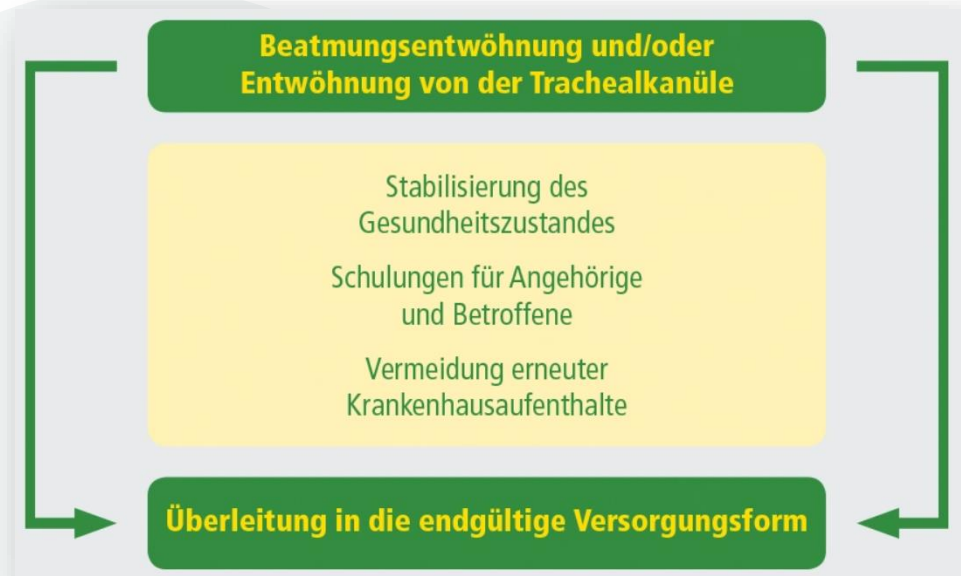 Beatmungsentwöhnung und/oder
Entwöhnung von der Trachealkanüle
Stabilisierung des
Gesundheitszustandes
Schulungen für Angehörige
und Betroffene
Vermeidung erneuter
Krankenhausaufenthalte
Überleitung in die endgültige Versorgungsform